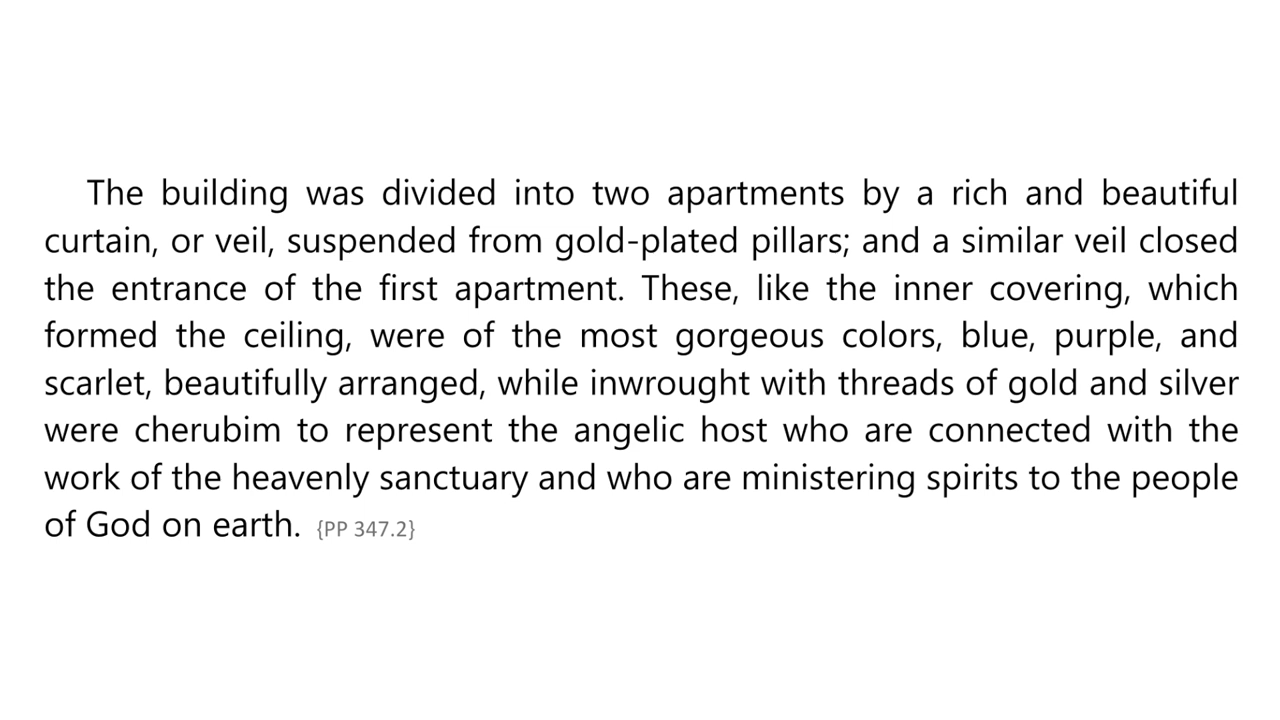 The building was divided into two apartments by a rich and beautiful
curtain, or veil, suspended from gold-plated pillars; and a similar veil closed
the entrance of the first apartment. These, like the inner covering, which
formed the ceiling, were of the most gorgeous colors, blue, purple, and
scarlet, beautifully arranged, while inwrought with threads of gold and silver
were cherubim to represent the angelic host who are connected with the
work of the heavenly sanctuary and who are ministering spirits to the people
of God on earth. {PP 347.2}